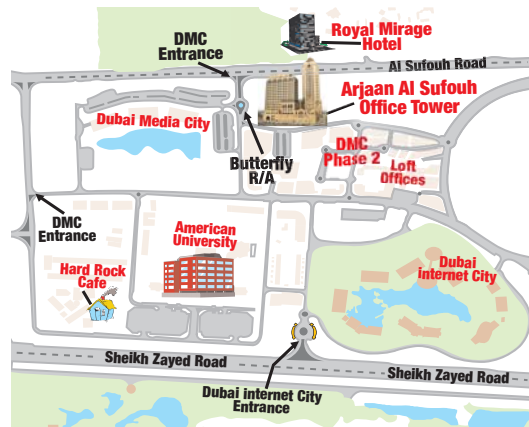 Royal Mirage
Hotel
DMC
Entrance
Al Sufouh Road
Arjaan Al Sufouh
Office Tower
Dubai Media City
Butterfly
R/A
DMC
Phase 2
Loft
Offices
DMC
Entrance
American
University
Hard Rock
Cafe
Dubai
internet City
Sheikh Zayed Road
Sheikh Zayed Road
Dubai internet City
Entrance